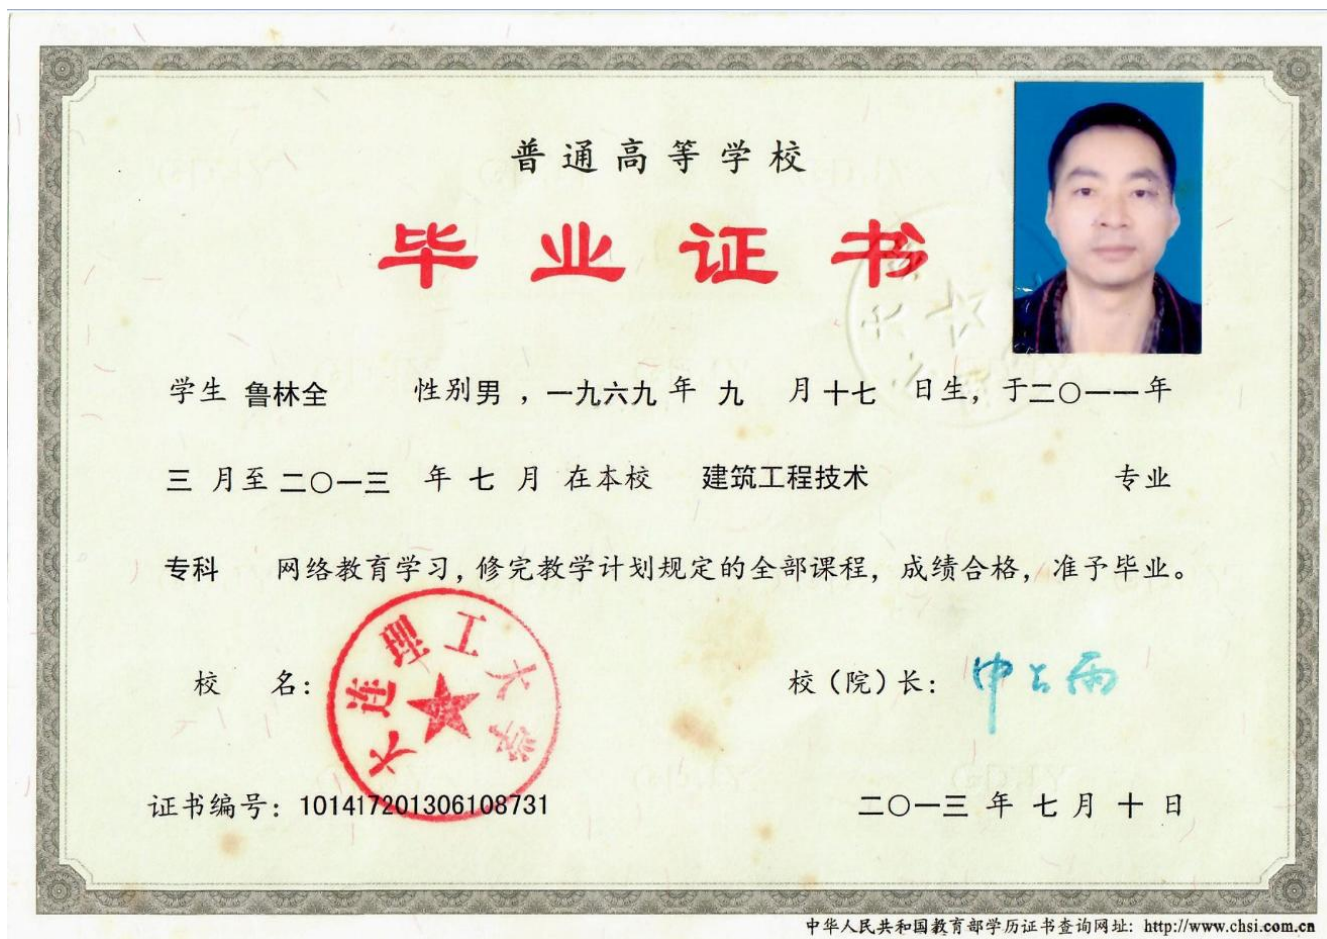 普通高等学校
毕业证书
学生 鲁林全 性别 男 ，一九六九 年 九 月 十七 日生，于二〇一一年
三 月至 二〇一三 年 七 月 在本校 建筑工程技术 专业
专科 网络教育学习，修完教学计划规定的全部课程，成绩合格，准予毕业。
校 名： 大连理工大学
校（院）长：
证书编号：101417201306108731
二〇一三 年 七 月 十 日
中华人民共和国教育部学历证书查询网址：http://www.chsi.com.cn